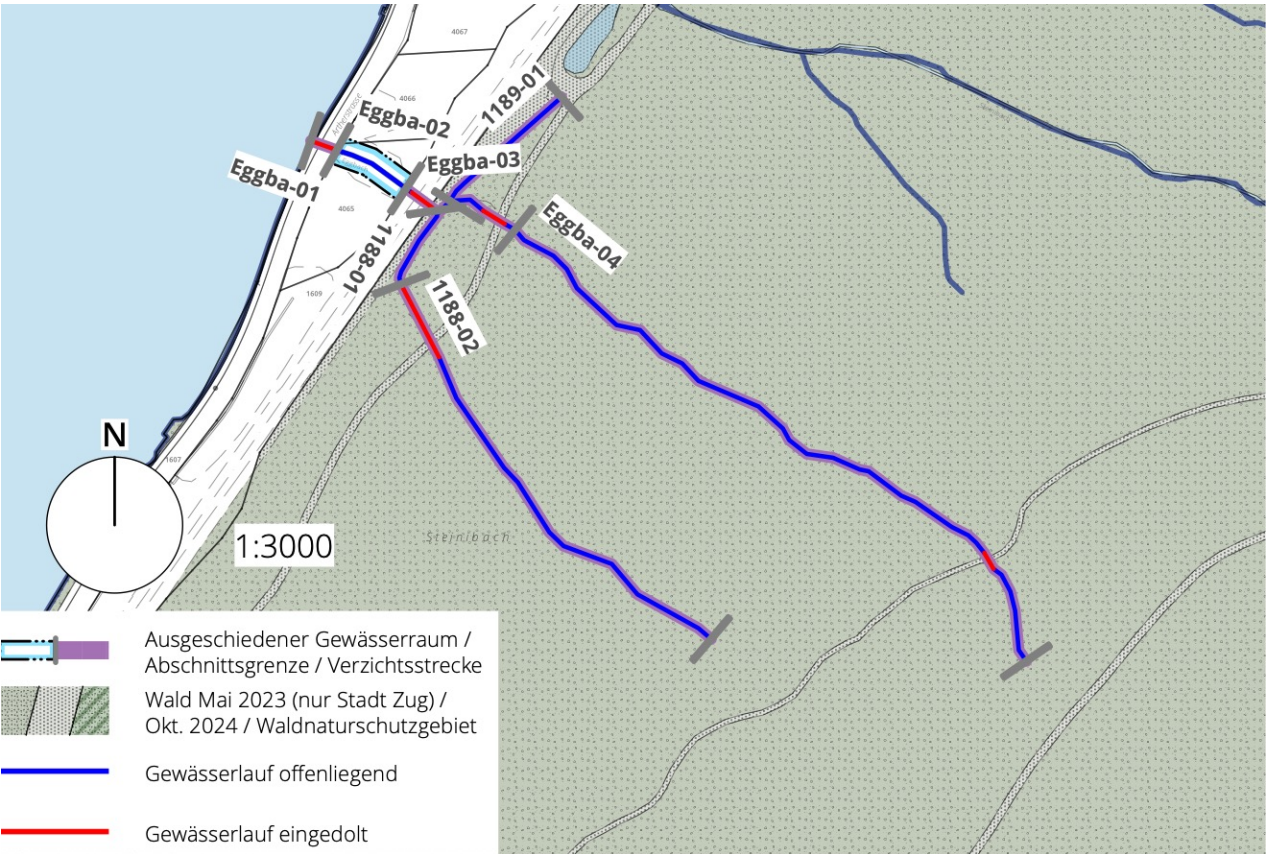 4067
1189-01
4066
Artherstrasse
Eggba-02
Eggba-03
Eggba-01
4065
Eggba-04
1188-01
1609
1188-02
N
1607
1:3000
Steinibach
Ausgeschiedener Gewässerraum /
Abschnittsgrenze / Verzichtsstrecke
Wald Mai 2023 (nur Stadt Zug) /
Okt. 2024 / Waldnaturschutzgebiet
Gewässerlauf offenliegend
Gewässerlauf eingedolt